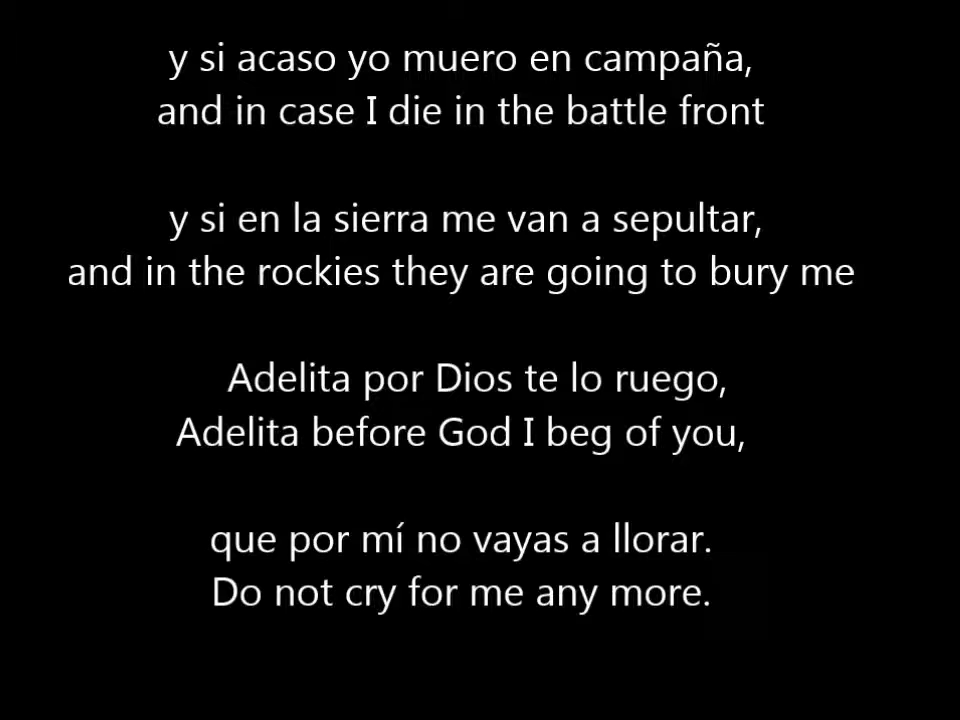 y si acaso yo muero en campaña,
and in case I die in the battle front
y si en la sierra me van a sepultar,
and in the rockies they are going to bury me
Adelita por Dios te lo ruego,
Adelita before God I beg of you,
que por mí no vayas a llorar.
Do not cry for me any more.